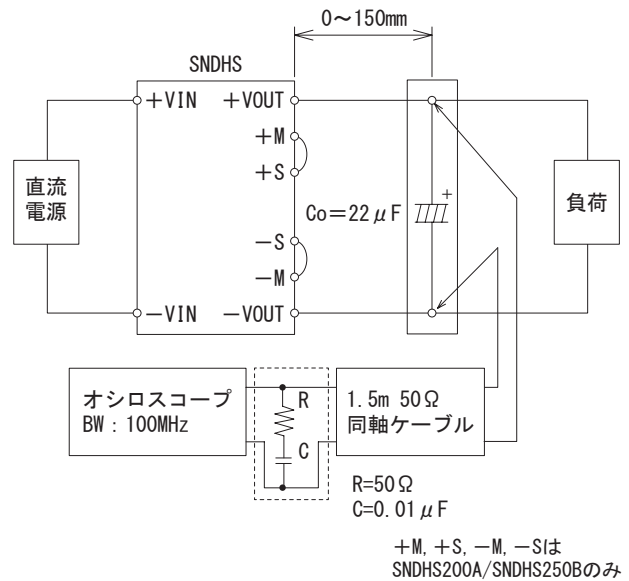 0～150mm
SNDHS
＋VIN
＋VOUT
＋M
＋S
直流
電源
Co＝22μF
＋
負荷
－S
－M
－VIN
－VOUT
オシロスコープ
BW：100MHz
R
C
1.5m 50Ω
同軸ケーブル
R=50Ω
C=0.01μF
＋M, ＋S, －M, －Sは
SNDHS200A/SNDHS250Bのみ